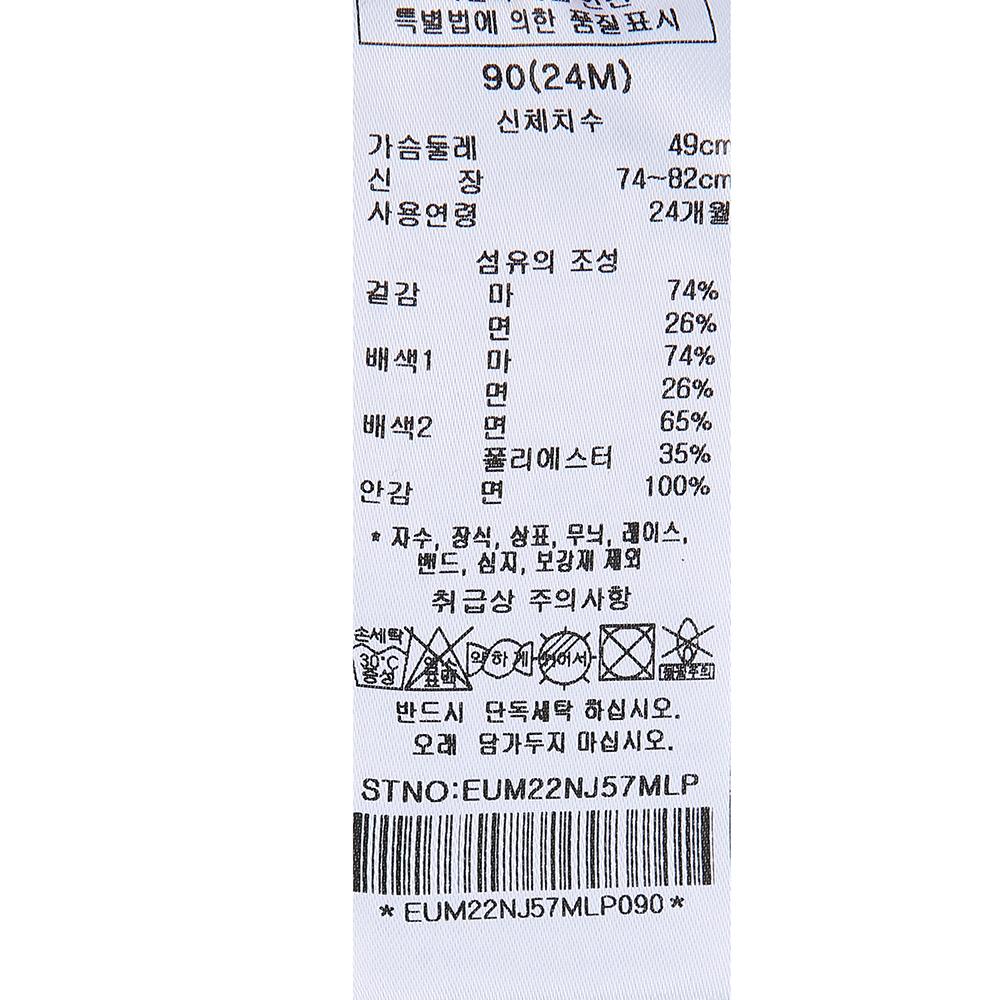 특별법에 의한 품질표시
90(24M)
신체치수
가슴둘레 49cm
신 장 74~82cm
사용연령 24개월
섬유의 조성
겉감 마 74%
면 26%
배색1 마 74%
면 26%
배색2 면 65%
폴리에스터 35%
안감 면 100%
* 자수, 장식, 상표, 무늬, 레이스,
밴드, 심지, 보강재 제외
취급상 주의사항
손세탁
30°C
중성
염소
표백
약하게
뉘어서
반드시 단독세탁 하십시오.
오래 담가두지 마십시오.
STNO:EUM22NJ57MLP
*EUM22NJ57MLP090*